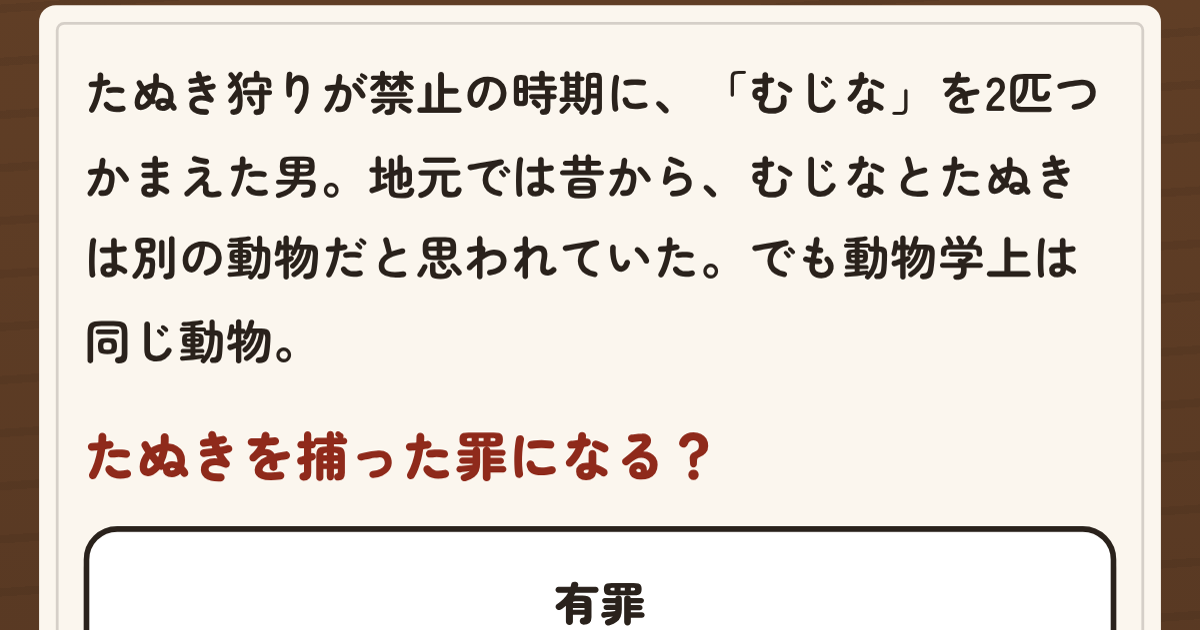 たぬき狩りが禁止の時期に、「むじな」を2匹つ
かまえた男。地元では昔から、むじなとたぬき
は別の動物だと思われていた。でも動物学上は
同じ動物。
たぬきを捕った罪になる？
有罪